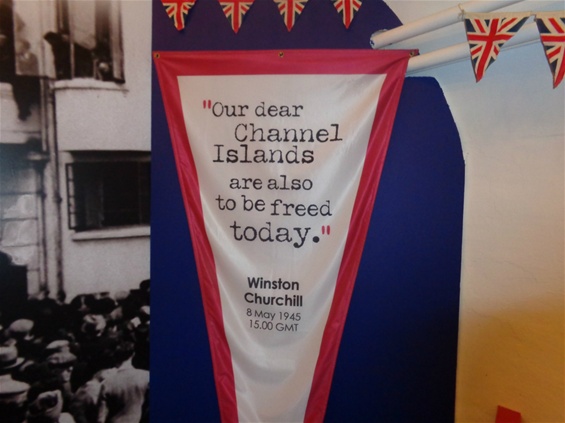 "Our dear
Channel
Islands
are also
to be freed
today."
Winston
Churchill
8 May 1945
15.00 GMT